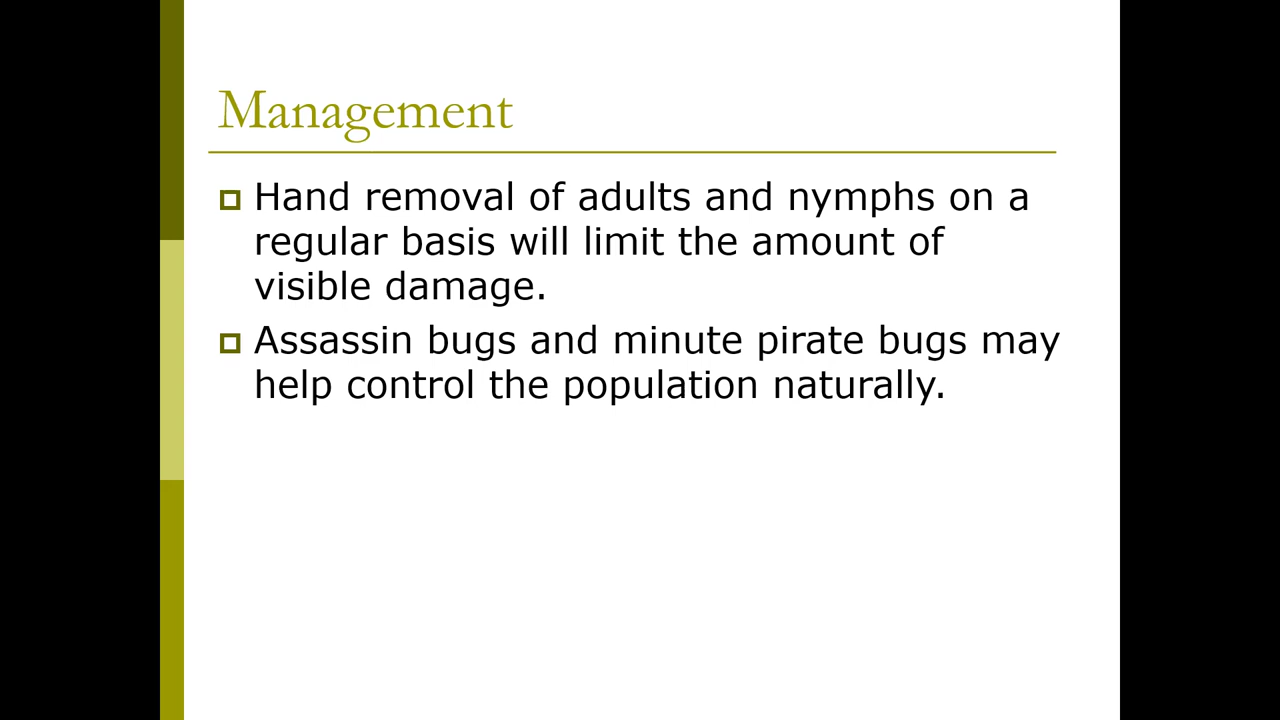 Management
Hand removal of adults and nymphs on a
regular basis will limit the amount of
visible damage.
Assassin bugs and minute pirate bugs may
help control the population naturally.